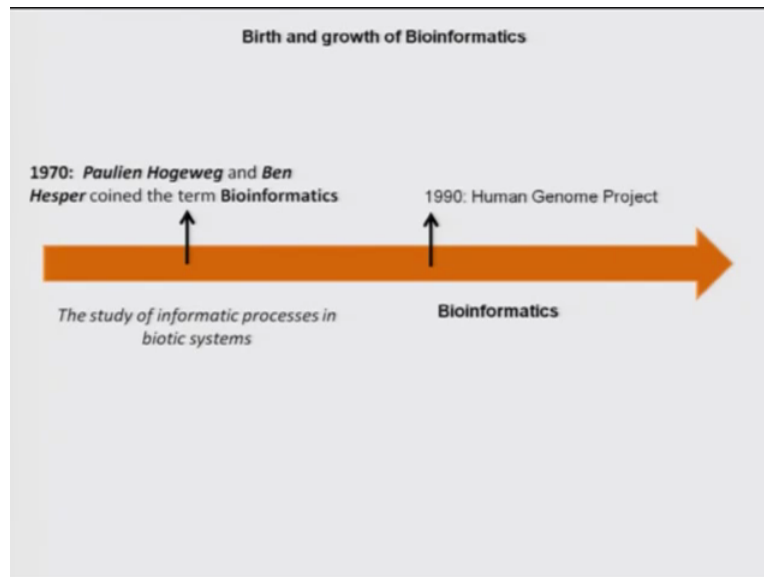 Birth and growth of Bioinformatics
1970: Paulien Hogeweg and Ben
Hesper coined the term Bioinformatics
1990: Human Genome Project
The study of informatic processes in
biotic systems
Bioinformatics